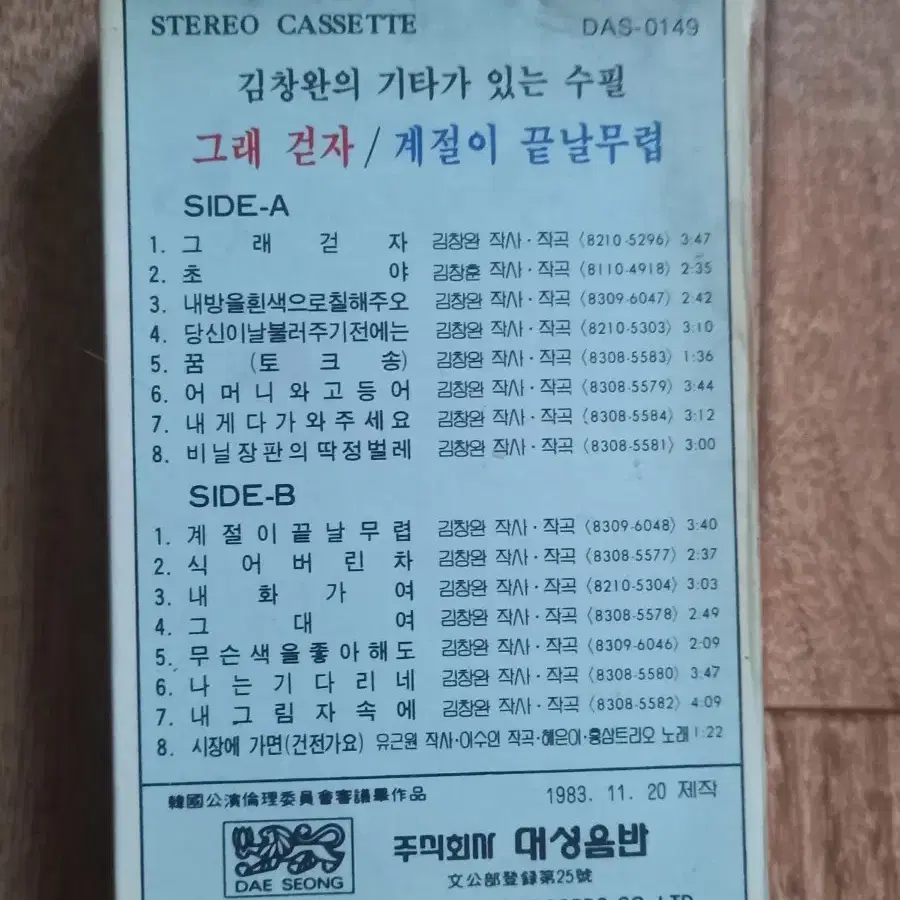 STEREO CASSETTE DAS-0149
김창완의 기타가 있는 수필
그래 걷자 / 계절이 끝날무렵
SIDE-A
1. 그래걷자 김창완 작사·작곡 〈8210-5296〉 3:47
2. 초야 김창훈 작사·작곡 〈8110-4918〉 2:35
3. 내방을흰색으로칠해주오 김창완 작사·작곡 〈8309-6047〉 2:42
4. 당신이날불러주기전에는 김창완 작사·작곡 〈8210-5303〉 3:10
5. 꿈 (토크송) 김창완 작사·작곡 〈8308-5583〉 1:36
6. 어머니와고등어 김창완 작사·작곡 〈8308-5579〉 3:44
7. 내게다가와주세요 김창완 작사·작곡 〈8308-5584〉 3:12
8. 비닐장판의딱정벌레 김창완 작사·작곡 〈8308-5581〉 3:00
SIDE-B
1. 계절이끝날무렵 김창완 작사·작곡 〈8309-6048〉 3:40
2. 식어버린차 김창완 작사·작곡 〈8308-5577〉 2:37
3. 내화가여 김창완 작사·작곡 〈8210-5304〉 3:03
4. 그대여 김창완 작사·작곡 〈8308-5578〉 2:49
5. 무슨색을좋아해도 김창완 작사·작곡 〈8309-6046〉 2:09
6. 나는기다리네 김창완 작사·작곡 〈8308-5580〉 3:47
7. 내그림자속에 김창완 작사·작곡 〈8308-5582〉 4:09
8. 시장에 가면(건전가요) 유근원 작사·이수인 작곡·혜은이·홍삼트리오 노래 1:22
韓國公演倫理委員會審議畢作品 1983. 11. 20 제작
DAE SEONG 주식회사 대성음반
文公部登録第25號
CO., LTD.